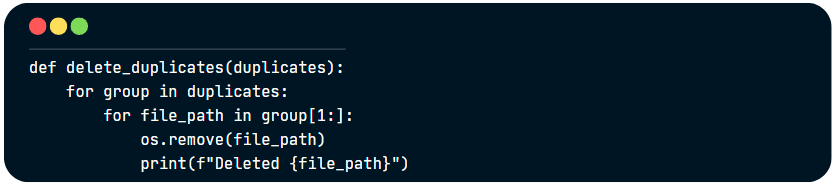 def delete_duplicates(duplicates):
    for group in duplicates:
        for file_path in group[1:]:
            os.remove(file_path)
            print(f"Deleted {file_path}")